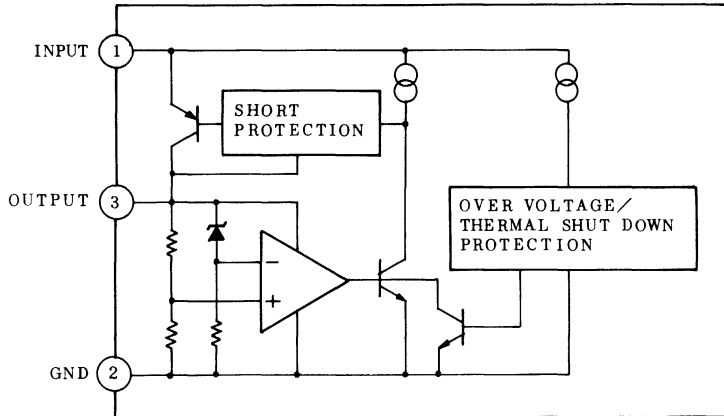 INPUT 1
SHORT
PROTECTION
OUTPUT 3
OVER VOLTAGE/
THERMAL SHUT DOWN
PROTECTION
−
+
GND 2